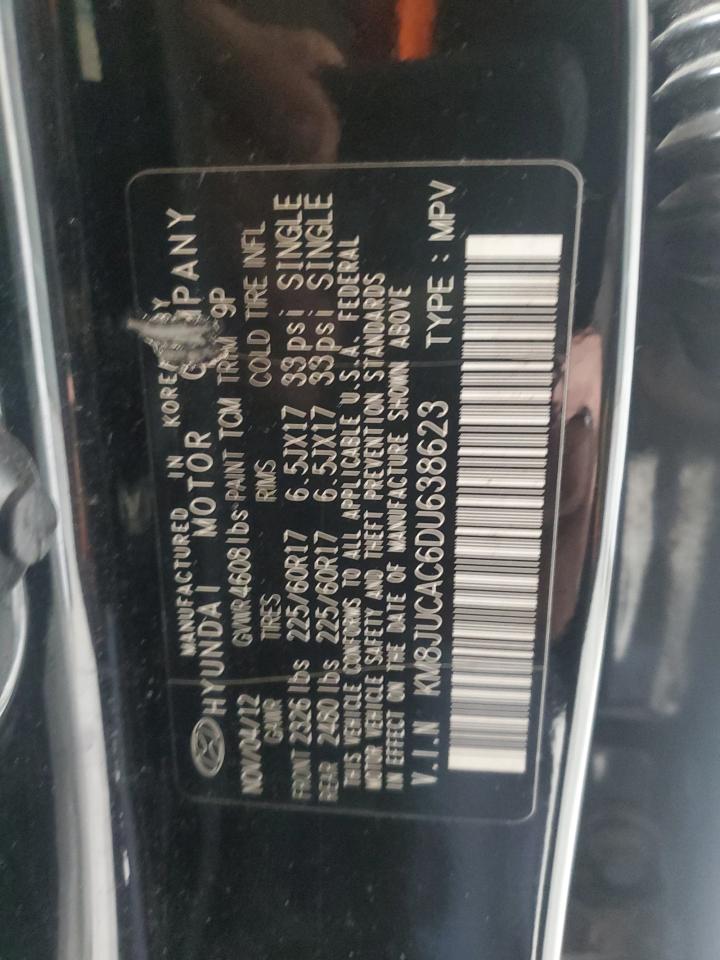 MANUFACTURED IN KOREA BY
HYUNDAI MOTOR COMPANY
NOV/04/12 GVWR 4608lbs PAINT TCM TRIM 9P
GAWR TIRES RIMS COLD TIRE INFL
FRONT 2326 lbs 225/60R17 6.5JX17 33psi SINGLE
REAR 2480 lbs 225/60R17 6.5JX17 33psi SINGLE
THIS VEHICLE CONFORMS TO ALL APPLICABLE U.S.A. FEDERAL
MOTOR VEHICLE SAFETY AND THEFT PREVENTION STANDARDS
IN EFFECT ON THE DATE OF MANUFACTURE SHOWN ABOVE
V.I.N KM8JUCAC6DU638623 TYPE : MPV